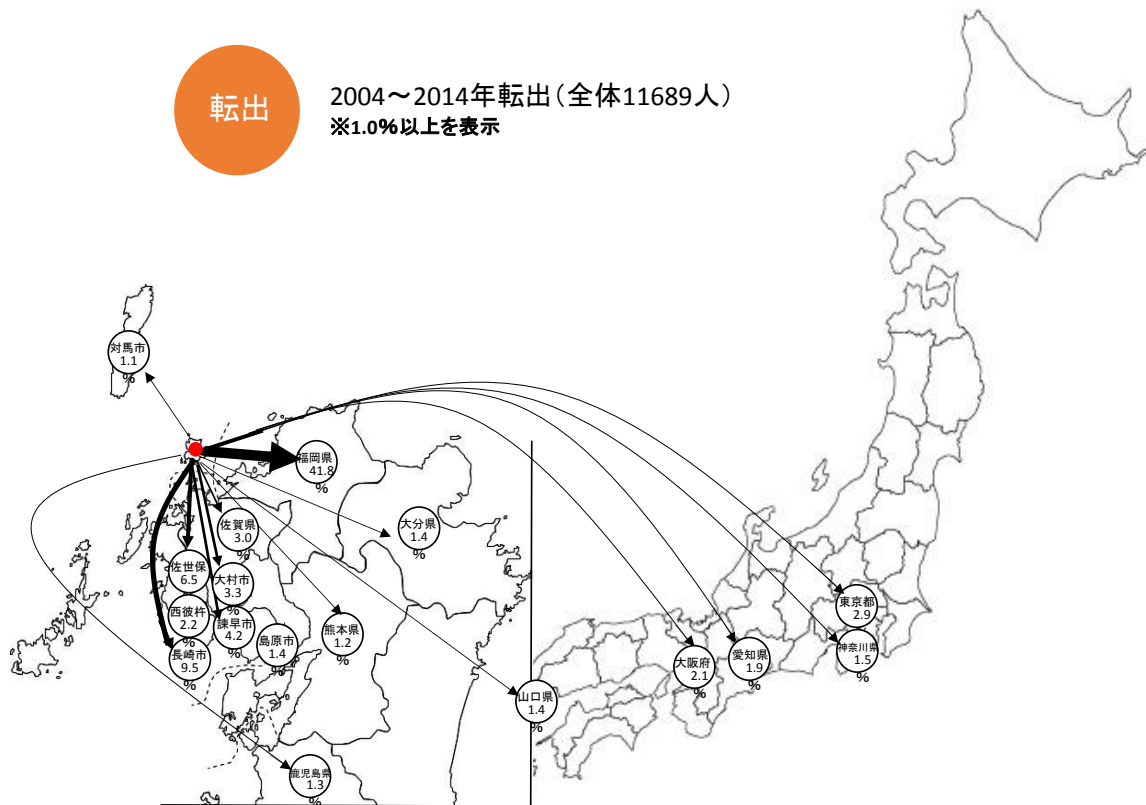 転出
2004～2014年転出（全体11689人）
※1.0%以上を表示
対馬市
1.1
%
福岡県
41.8
%
佐賀県
3.0
%
大分県
1.4
%
佐世保
6.5
大村市
3.3
%
西彼杵
2.2
%
諫早市
4.2
%
島原市
1.4
%
熊本県
1.2
%
長崎市
9.5
%
山口県
1.4
%
鹿児島県
1.3
%
大阪府
2.1
%
愛知県
1.9
%
東京都
2.9
%
神奈川県
1.5
%